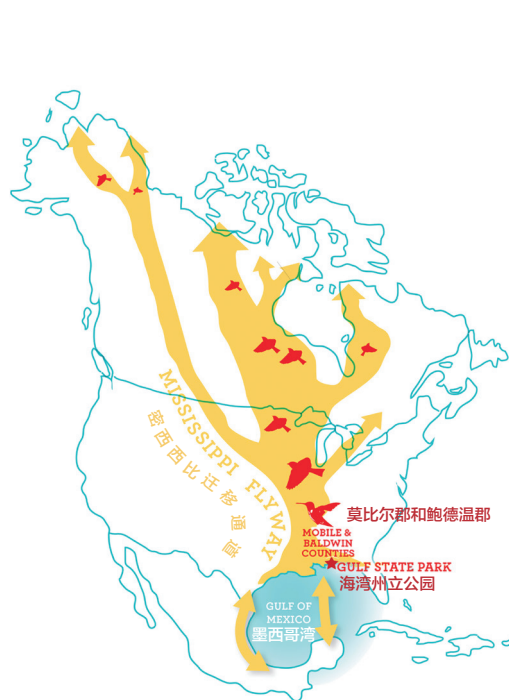 MISSISSIPPI FLYWAY
密西西比迁移通道
莫比尔郡和鲍德温郡
MOBILE &
BALDWIN
COUNTIES
GULF STATE PARK
海湾州立公园
GULF OF
MEXICO
墨西哥湾